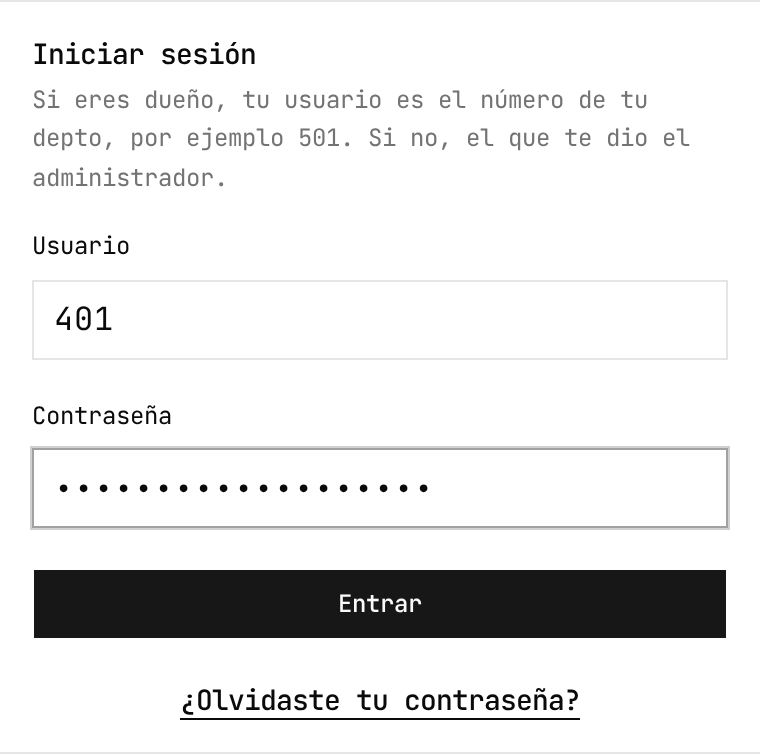 Iniciar sesión
Si eres dueño, tu usuario es el número de tu
depto, por ejemplo 501. Si no, el que te dio el
administrador.
Usuario
401
Contraseña
•••••••••••••••••••
Entrar
¿Olvidaste tu contraseña?